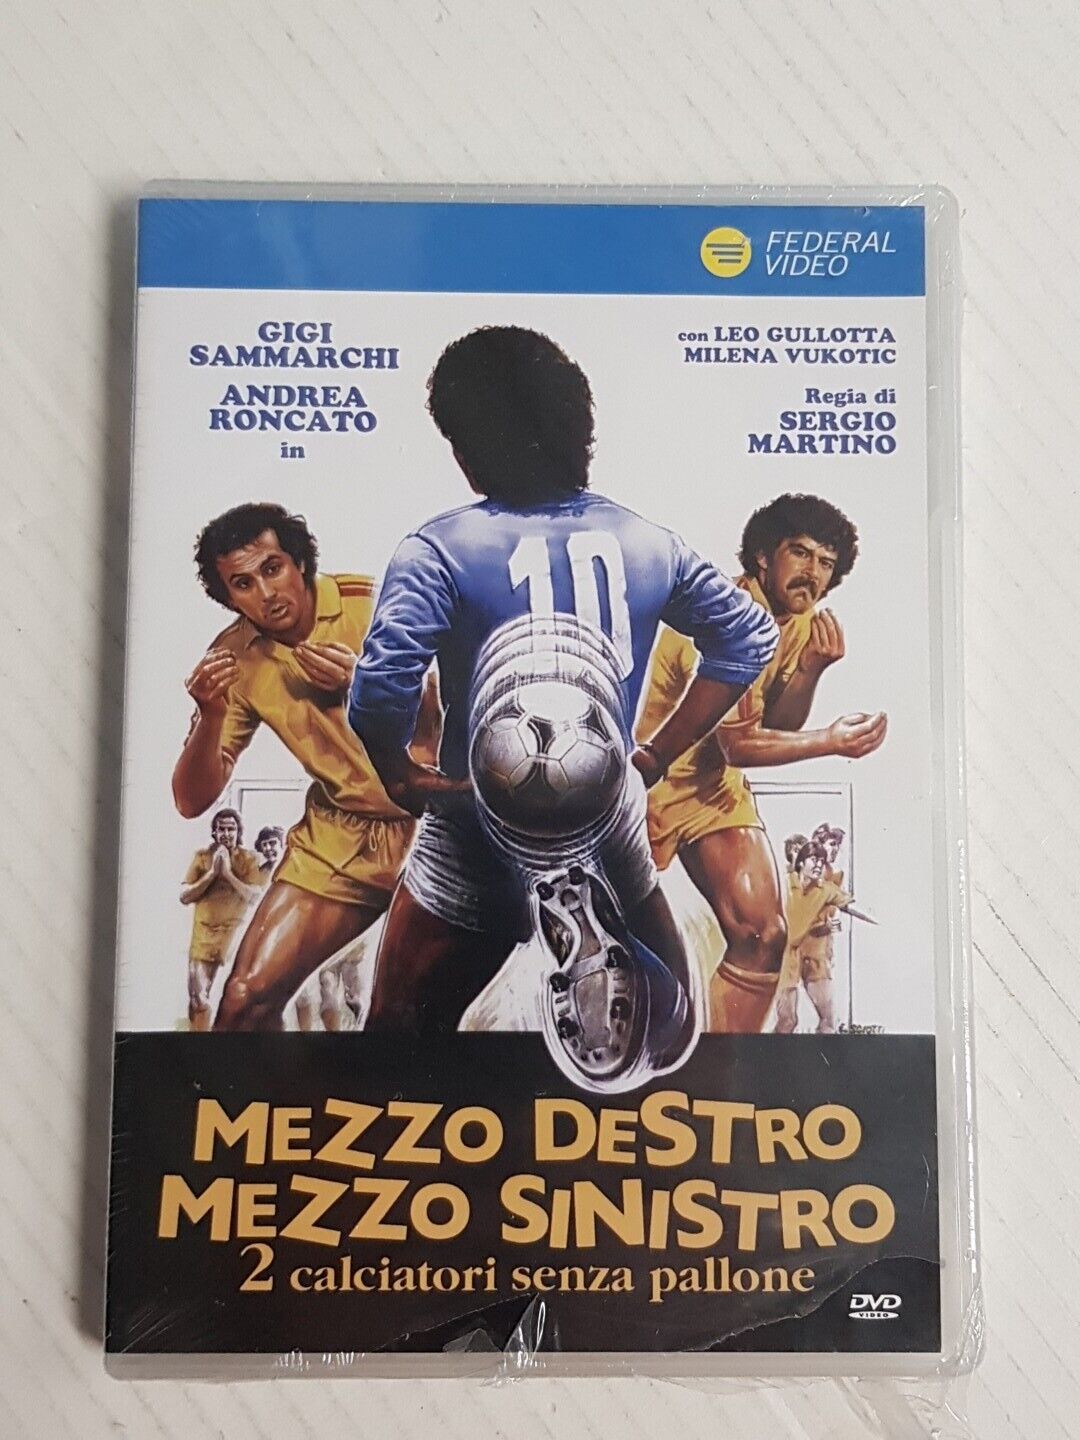 FEDERAL
VIDEO
GIGI
SAMMARCHI
ANDREA
RONCATO
in
con LEO GULLOTTA
MILENA VUKOTIC
Regia di
SERGIO
MARTINO
10
MEZZO DESTRO
MEZZO SINISTRO
2 calciatori senza pallone
DVD
VIDEO